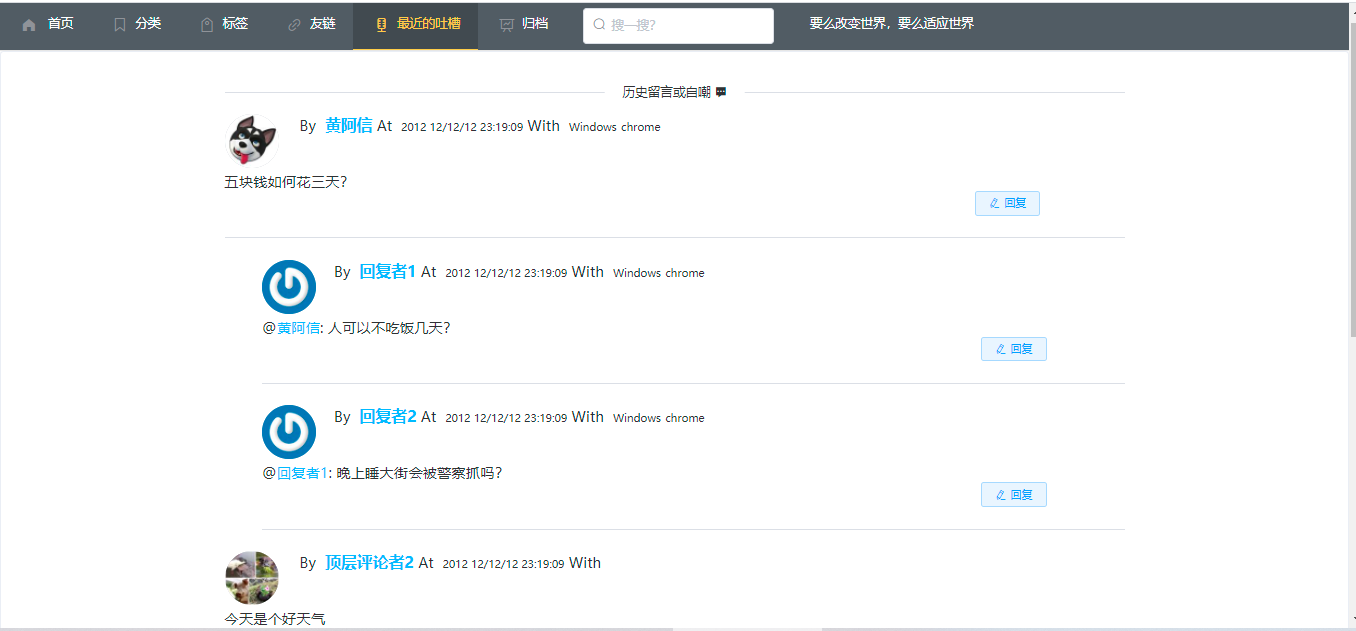 首页 分类 标签 友链 最近的吐槽 归档 搜一搜? 要么改变世界，要么适应世界
历史留言或自嘲
By 黄阿信 At 2012 12/12/12 23:19:09 With Windows chrome
五块钱如何花三天？
回复
By 回复者1 At 2012 12/12/12 23:19:09 With Windows chrome
@黄阿信: 人可以不吃饭几天?
回复
By 回复者2 At 2012 12/12/12 23:19:09 With Windows chrome
@回复者1: 晚上睡大街会被警察抓吗?
回复
By 顶层评论者2 At 2012 12/12/12 23:19:09 With
今天是个好天气